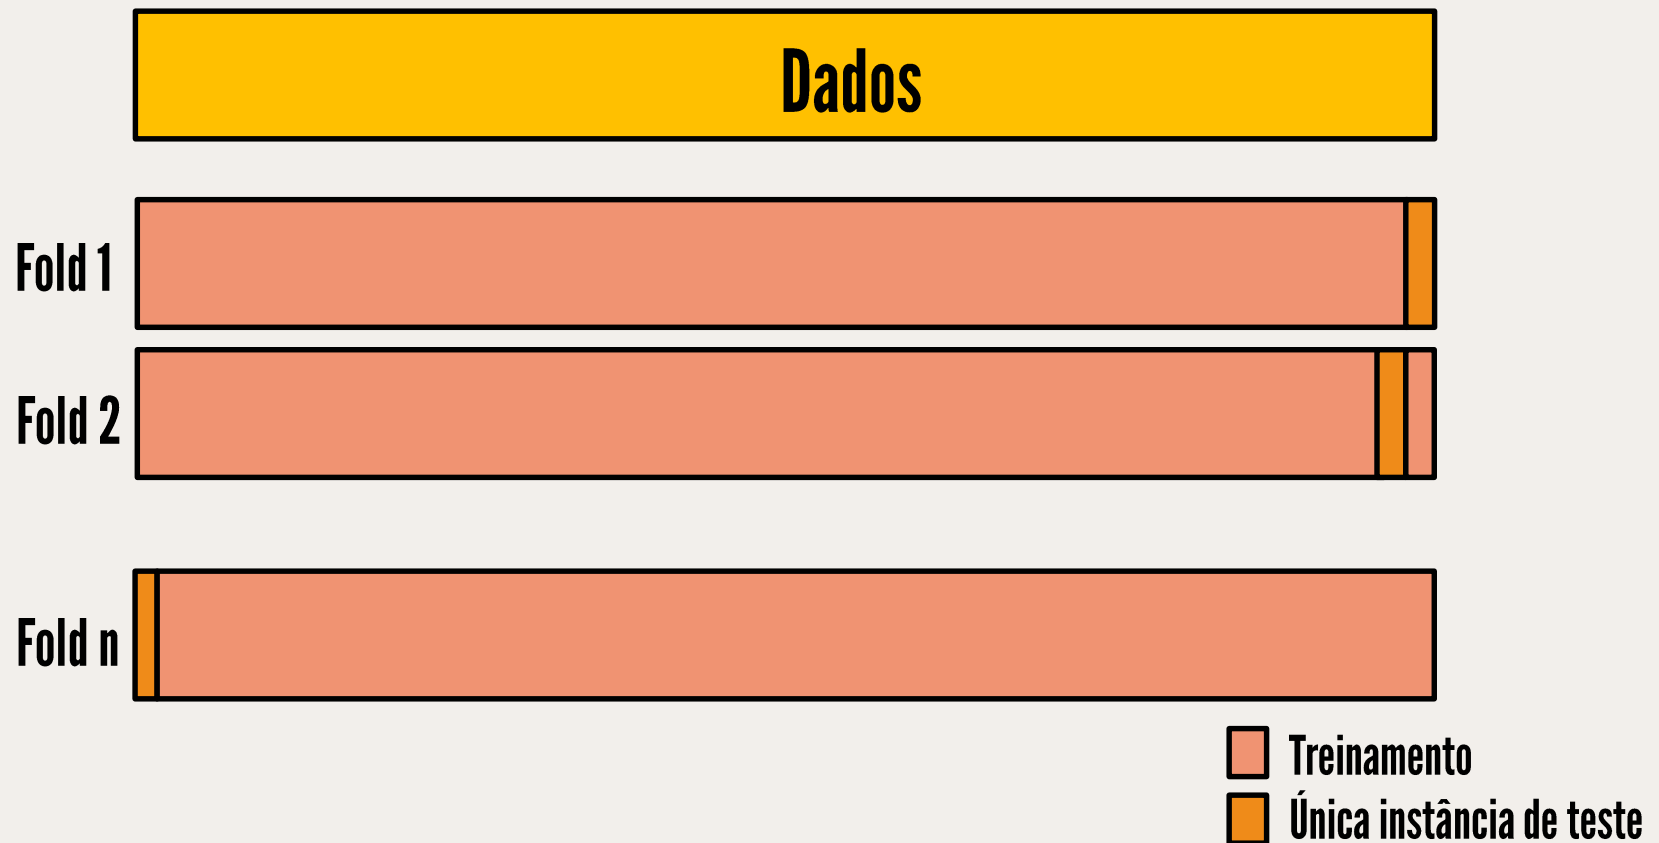 Dados
Fold 1
Fold 2
Fold n
Treinamento
Única instância de teste